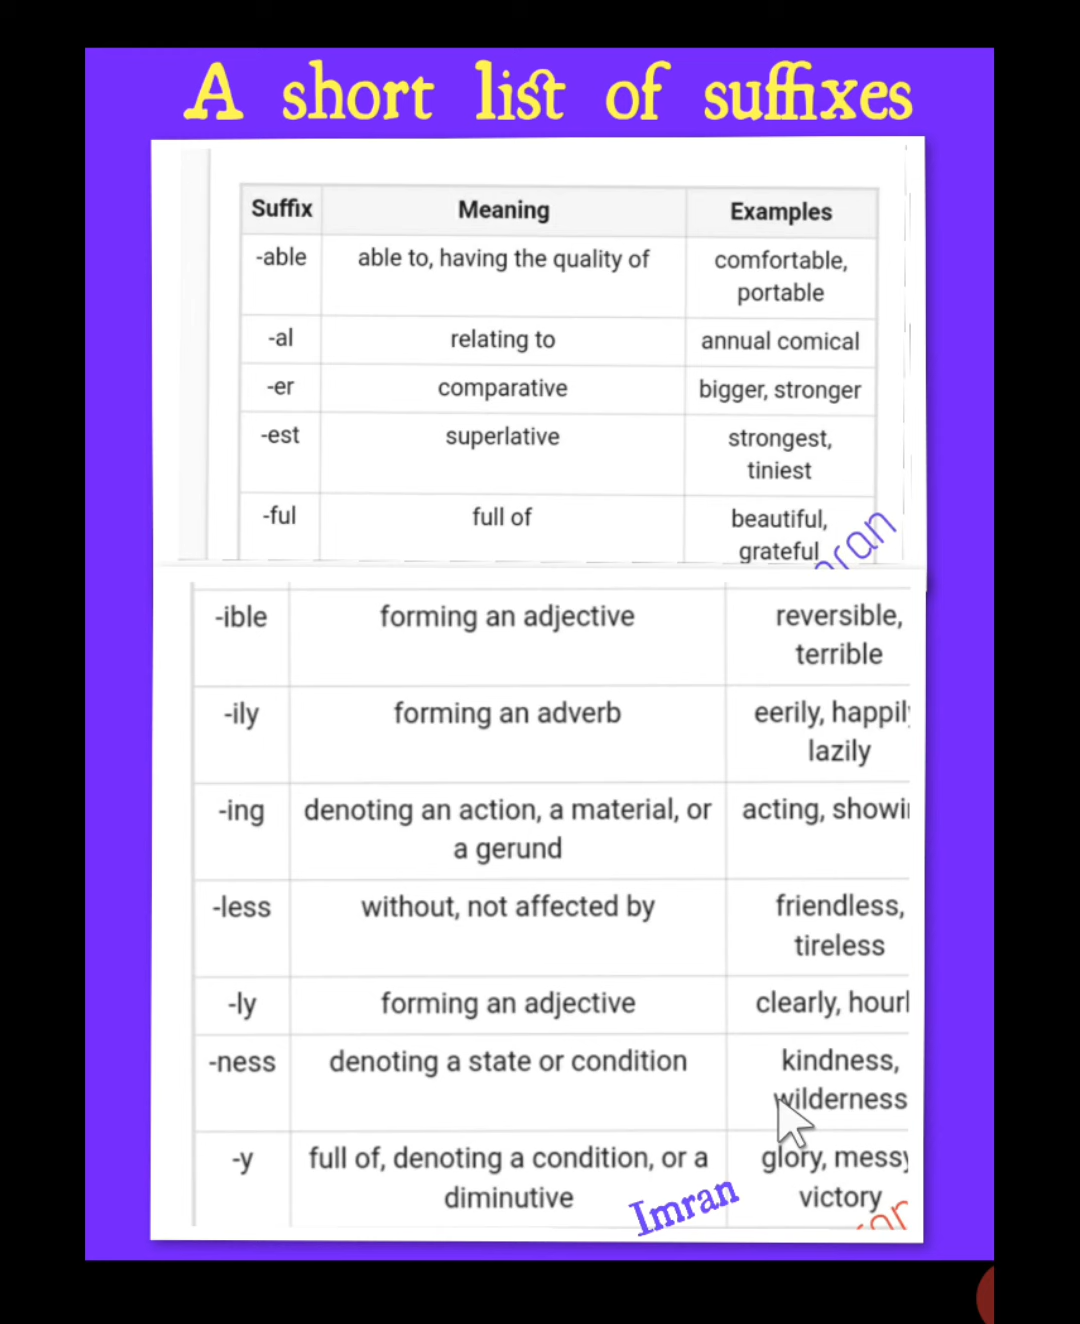 A short list of suffixes
Suffix Meaning Examples
-able able to, having the quality of comfortable,
portable
-al relating to annual comical
-er comparative bigger, stronger
-est superlative strongest,
tiniest
-ful full of beautiful,
grateful
-ible forming an adjective reversible,
terrible
-ily forming an adverb eerily, happily
lazily
-ing denoting an action, a material, or acting, showi
a gerund
-less without, not affected by friendless,
tireless
-ly forming an adjective clearly, hourl
-ness denoting a state or condition kindness,
wilderness
-y full of, denoting a condition, or a glory, messy
diminutive victory
Imran